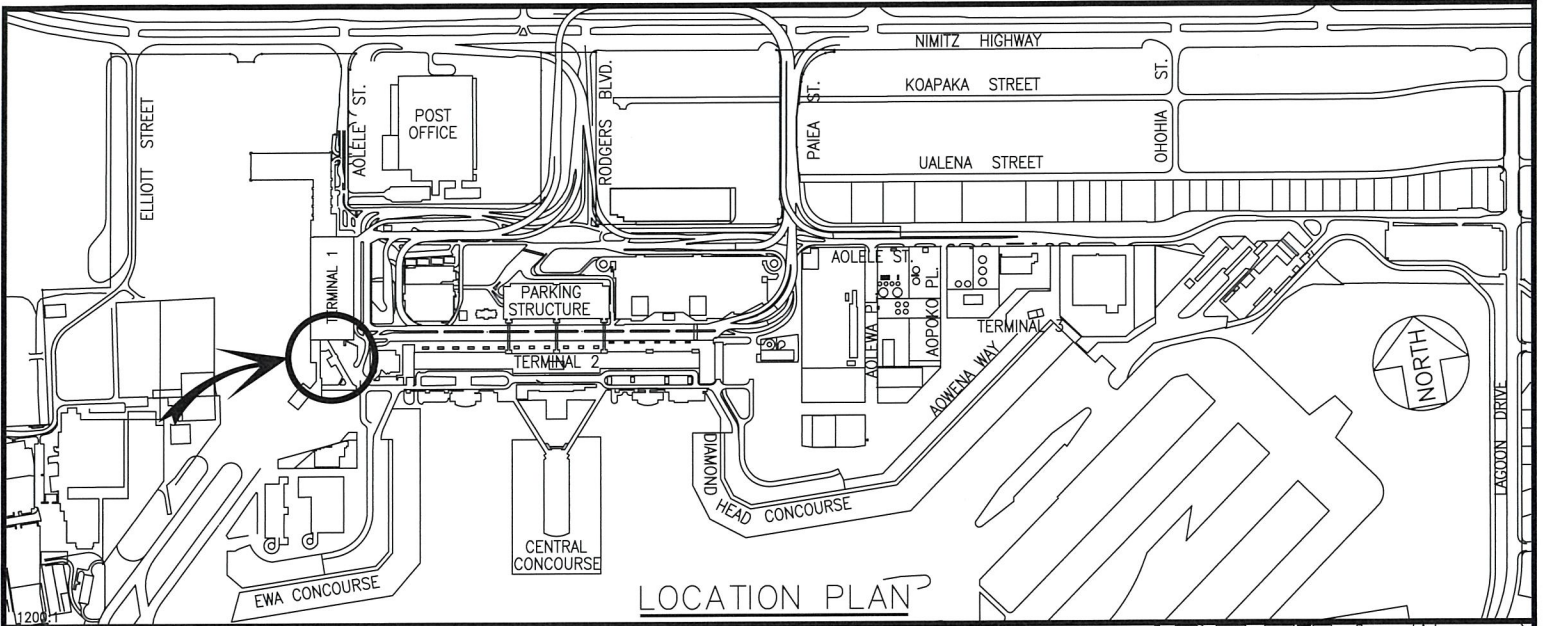 NIMITZ HIGHWAY
KOAPAKA STREET
UALENA STREET
ELLIOTT STREET
AOLELE ST.
POST
OFFICE
RODGERS BLVD.
PAIEA ST.
OHOHIA ST.
TERMINAL 1
PARKING
STRUCTURE
TERMINAL 2
AOLELE ST.
AOLEWA PL.
AOPOKO PL.
TERMINAL 3
AOWENA WAY
NORTH
LAGOON DRIVE
DIAMOND
HEAD CONCOURSE
CENTRAL
CONCOURSE
EWA CONCOURSE
LOCATION PLAN
1200:1